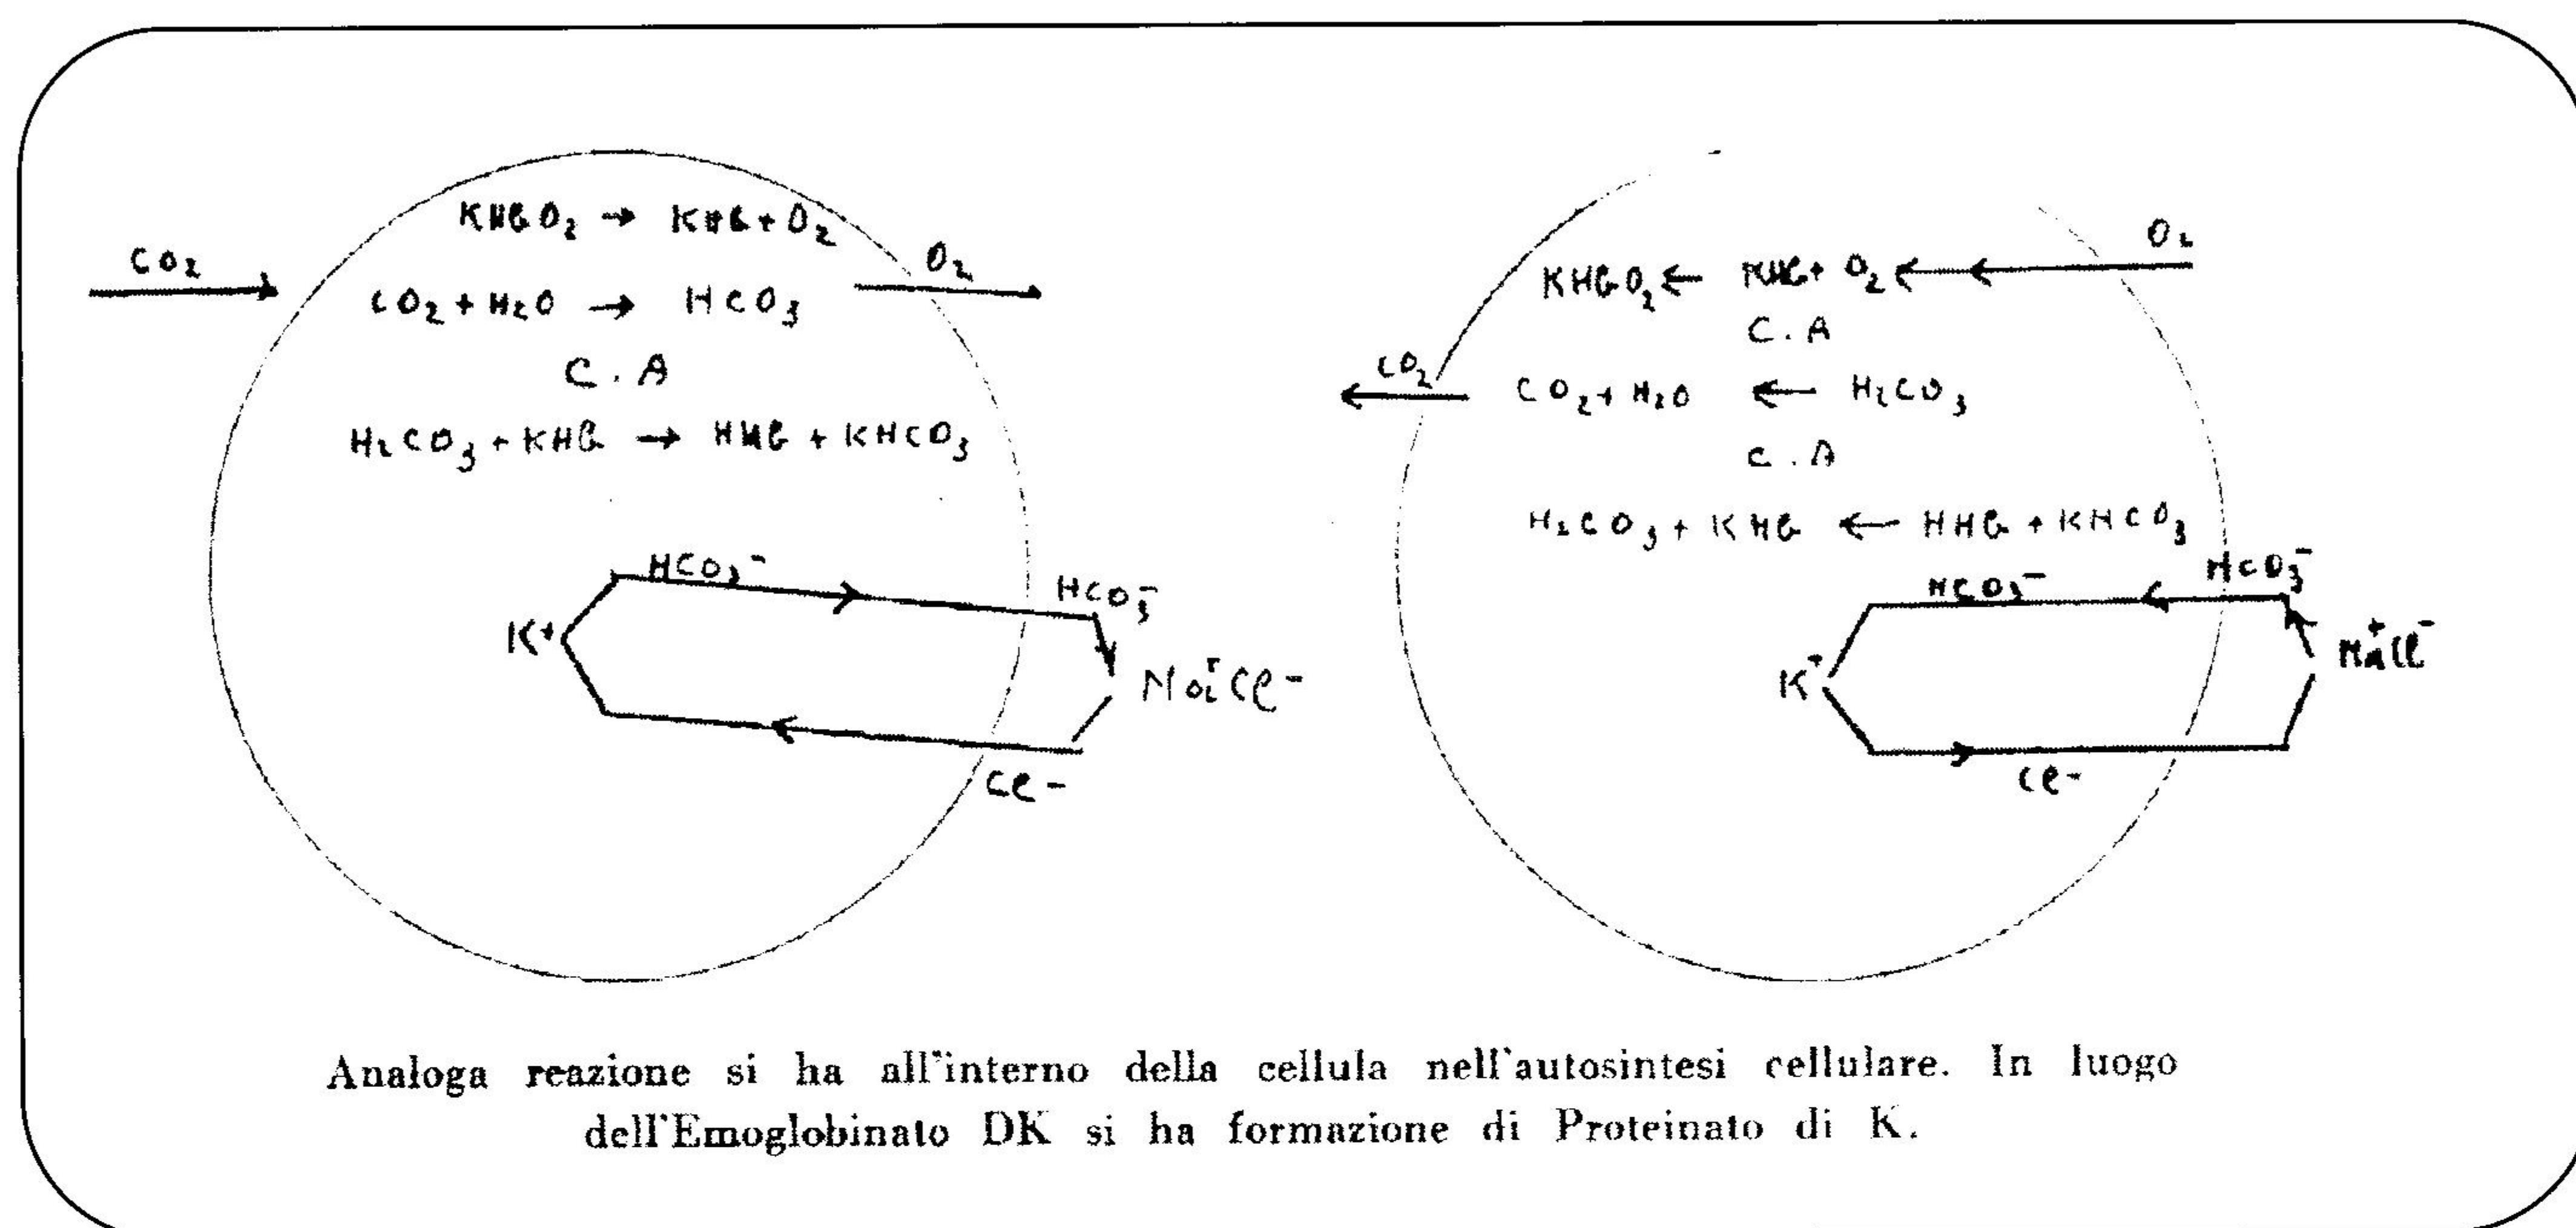 KHbO₂ → KHb + O₂
CO₂
CO₂ + H₂O → HCO₃
O₂
C.A
H₂CO₃ + KHb → HHb + KHCO₃
HCO₃⁻
HCO₃⁻
K+
Na⁺Cl⁻
Cl⁻
O₂
KHbO₂ ← KHb + O₂
C.A
CO₂
CO₂ + H₂O ← H₂CO₃
C.A
H₂CO₃ + KHb ← HHb + KHCO₃
HCO₃⁻
HCO₃⁻
K⁺
Na⁺Cl⁻
Cl⁻
Analoga reazione si ha all'interno della cellula nell'autosintesi cellulare. In luogo
dell'Emoglobinato DK si ha formazione di Proteinato di K.